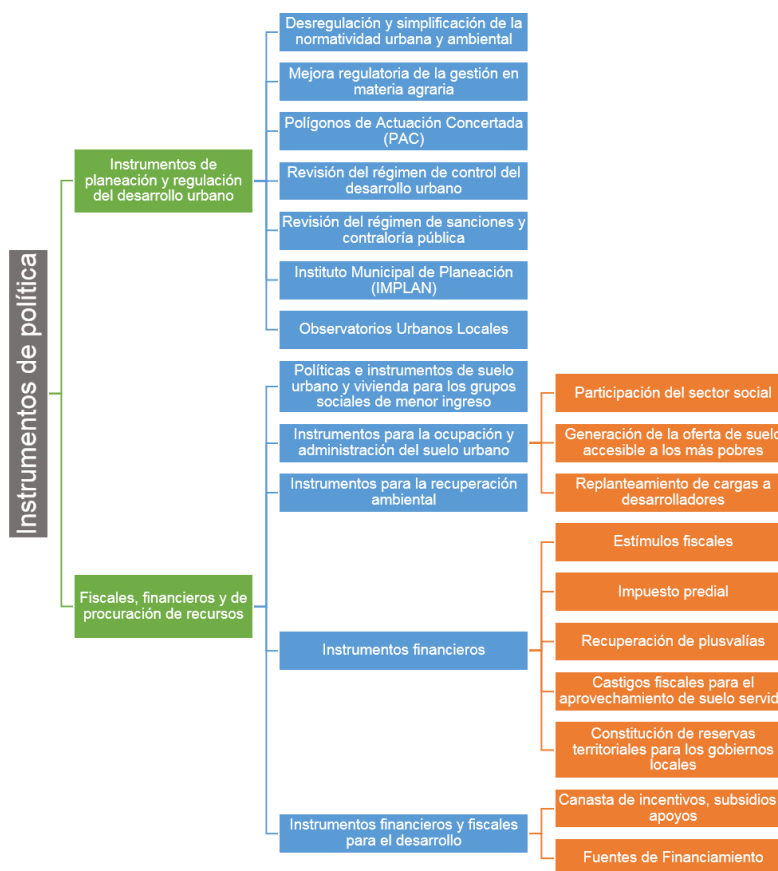 Instrumentos de política
Instrumentos de
planeación y regulación
del desarrollo urbano
Desregulación y simplificación de la
normatividad urbana y ambiental
Mejora regulatoria de la gestión en
materia agraria
Polígonos de Actuación Concertada
(PAC)
Revisión del régimen de control del
desarrollo urbano
Revisión del régimen de sanciones y
contraloría pública
Instituto Municipal de Planeación
(IMPLAN)
Observatorios Urbanos Locales
Fiscales, financieros y de
procuración de recursos
Políticas e instrumentos de suelo
urbano y vivienda para los grupos
sociales de menor ingreso
Instrumentos para la ocupación y
administración del suelo urbano
Participación del sector social
Generación de la oferta de suelo
accesible a los más pobres
Replanteamiento de cargas a
desarrolladores
Instrumentos para la recuperación
ambiental
Instrumentos financieros
Estímulos fiscales
Impuesto predial
Recuperación de plusvalías
Castigos fiscales para el
aprovechamiento de suelo servid
Constitución de reservas
territoriales para los gobiernos
locales
Instrumentos financieros y fiscales
para el desarrollo
Canasta de incentivos, subsidios
apoyos
Fuentes de Financiamiento